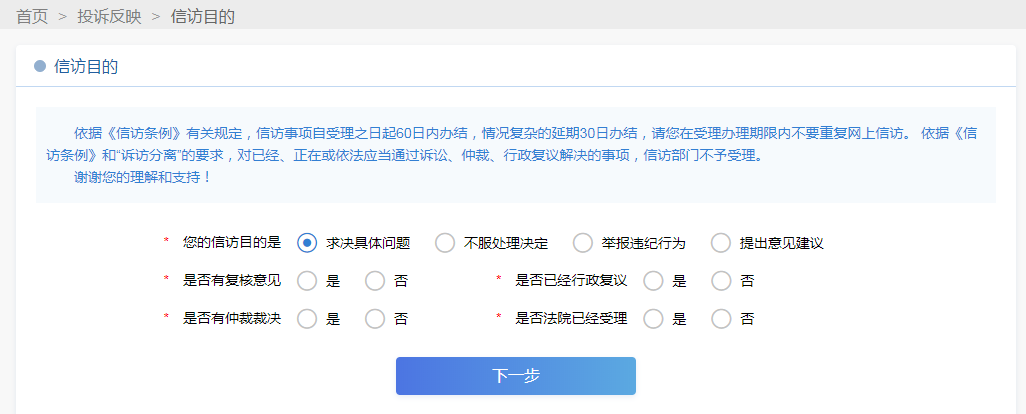 首页 > 投诉反映 > 信访目的
信访目的
依据《信访条例》有关规定，信访事项自受理之日起60日内办结，情况复杂的延期30日办结，请您在受理办理期限内不要重复网上信访。 依据《信
访条例》和“诉访分离”的要求，对已经、正在或依法应当通过诉讼、仲裁、行政复议解决的事项，信访部门不予受理。
谢谢您的理解和支持！
* 您的信访目的是 求决具体问题 不服处理决定 举报违纪行为 提出意见建议
* 是否有复核意见 是 否 * 是否已经行政复议 是 否
* 是否有仲裁裁决 是 否 * 是否法院已经受理 是 否
下一步